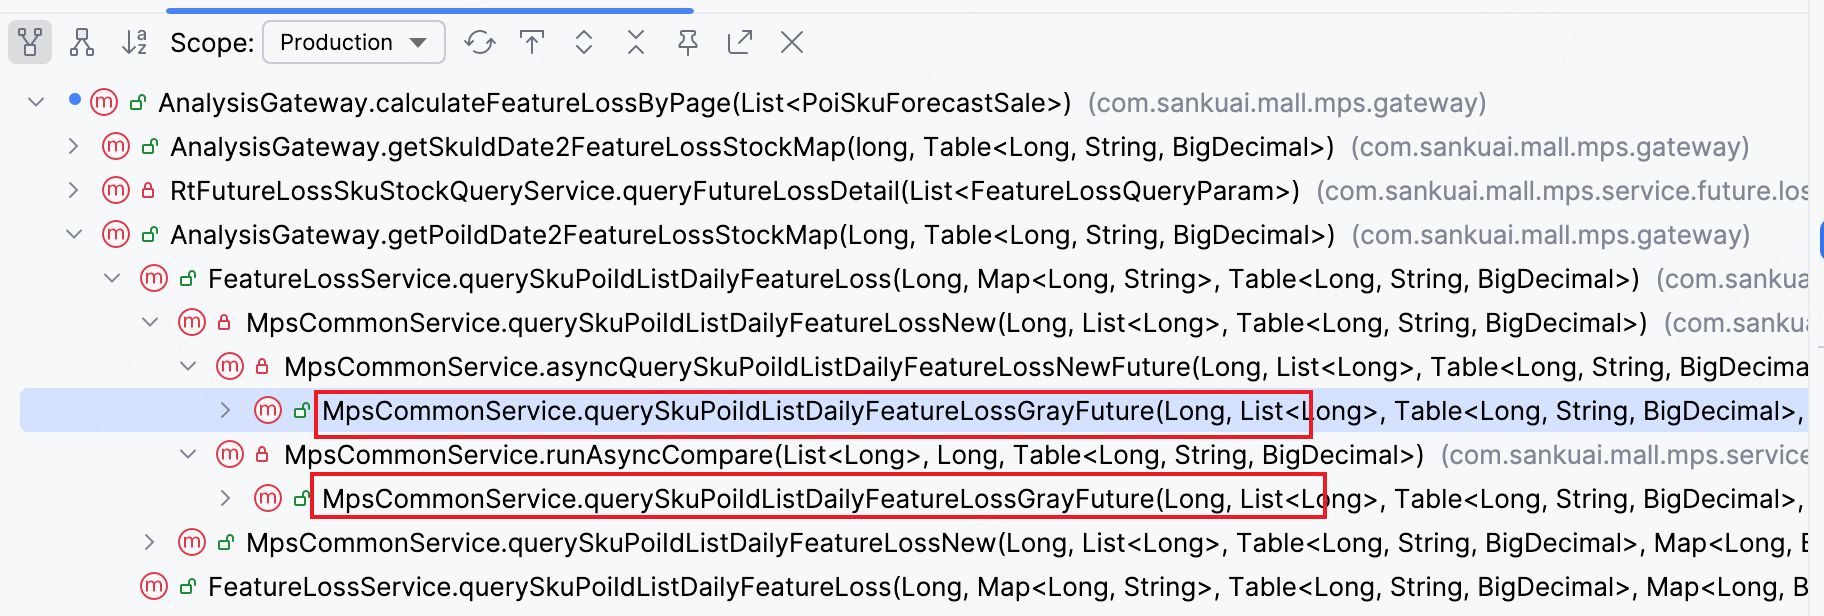 Scope: Production
AnalysisGateway.calculateFeatureLossByPage(List<PoiSkuForecastSale>) (com.sankuai.mall.mps.gateway)
AnalysisGateway.getSkuIdDate2FeatureLossStockMap(long, Table<Long, String, BigDecimal>) (com.sankuai.mall.mps.gateway)
RtFutureLossSkuStockQueryService.queryFutureLossDetail(List<FeatureLossQueryParam>) (com.sankuai.mall.mps.service.future.los
AnalysisGateway.getPoiIdDate2FeatureLossStockMap(Long, Table<Long, String, BigDecimal>) (com.sankuai.mall.mps.gateway)
FeatureLossService.querySkuPoiIdListDailyFeatureLoss(Long, Map<Long, String>, Table<Long, String, BigDecimal>) (com.sankua
MpsCommonService.querySkuPoiIdListDailyFeatureLossNew(Long, List<Long>, Table<Long, String, BigDecimal>) (com.sankua
MpsCommonService.asyncQuerySkuPoiIdListDailyFeatureLossNewFuture(Long, List<Long>, Table<Long, String, BigDecima
MpsCommonService.querySkuPoiIdListDailyFeatureLossGrayFuture(Long, List<Long>, Table<Long, String, BigDecimal>,
MpsCommonService.runAsyncCompare(List<Long>, Long, Table<Long, String, BigDecimal>) (com.sankuai.mall.mps.service
MpsCommonService.querySkuPoiIdListDailyFeatureLossGrayFuture(Long, List<Long>, Table<Long, String, BigDecimal>,
MpsCommonService.querySkuPoiIdListDailyFeatureLossNew(Long, List<Long>, Table<Long, String, BigDecimal>, Map<Long, B
FeatureLossService.querySkuPoiIdListDailyFeatureLoss(Long, Map<Long, String>, Table<Long, String, BigDecimal>, Map<Long, B